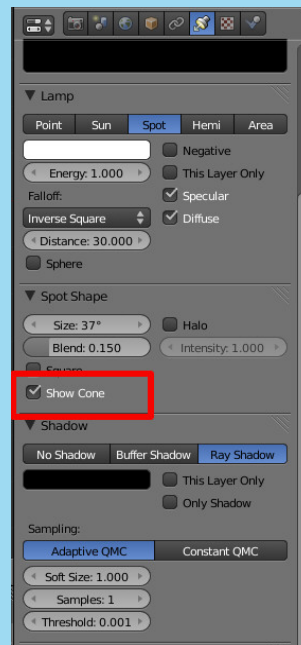 Lamp
Point Sun Spot Hemi Area
Negative
Energy: 1.000 This Layer Only
Falloff: Specular
Inverse Square Diffuse
Distance: 30.000
Sphere
Spot Shape
Size: 37° Halo
Blend: 0.150 Intensity: 1.000
Square
Show Cone
Shadow
No Shadow Buffer Shadow Ray Shadow
This Layer Only
Only Shadow
Sampling:
Adaptive QMC Constant QMC
Soft Size: 1.000
Samples: 1
Threshold: 0.001